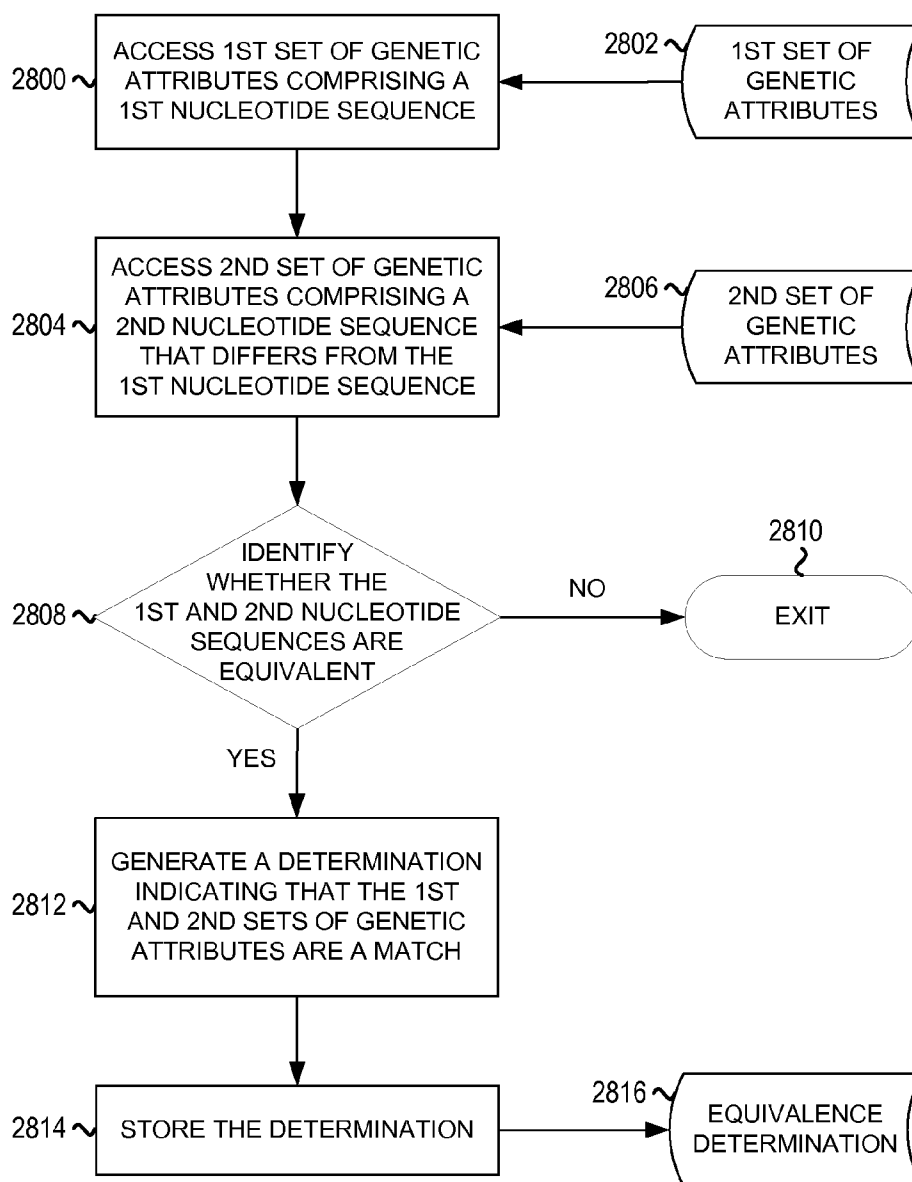 2800
ACCESS 1ST SET OF GENETIC
ATTRIBUTES COMPRISING A
1ST NUCLEOTIDE SEQUENCE
2802
1ST SET OF
GENETIC
ATTRIBUTES
2804
ACCESS 2ND SET OF GENETIC
ATTRIBUTES COMPRISING A
2ND NUCLEOTIDE SEQUENCE
THAT DIFFERS FROM THE
1ST NUCLEOTIDE SEQUENCE
2806
2ND SET OF
GENETIC
ATTRIBUTES
2808
IDENTIFY
WHETHER THE
1ST AND 2ND NUCLEOTIDE
SEQUENCES ARE
EQUIVALENT
NO
2810
EXIT
YES
2812
GENERATE A DETERMINATION
INDICATING THAT THE 1ST
AND 2ND SETS OF GENETIC
ATTRIBUTES ARE A MATCH
2814
STORE THE DETERMINATION
2816
EQUIVALENCE
DETERMINATION